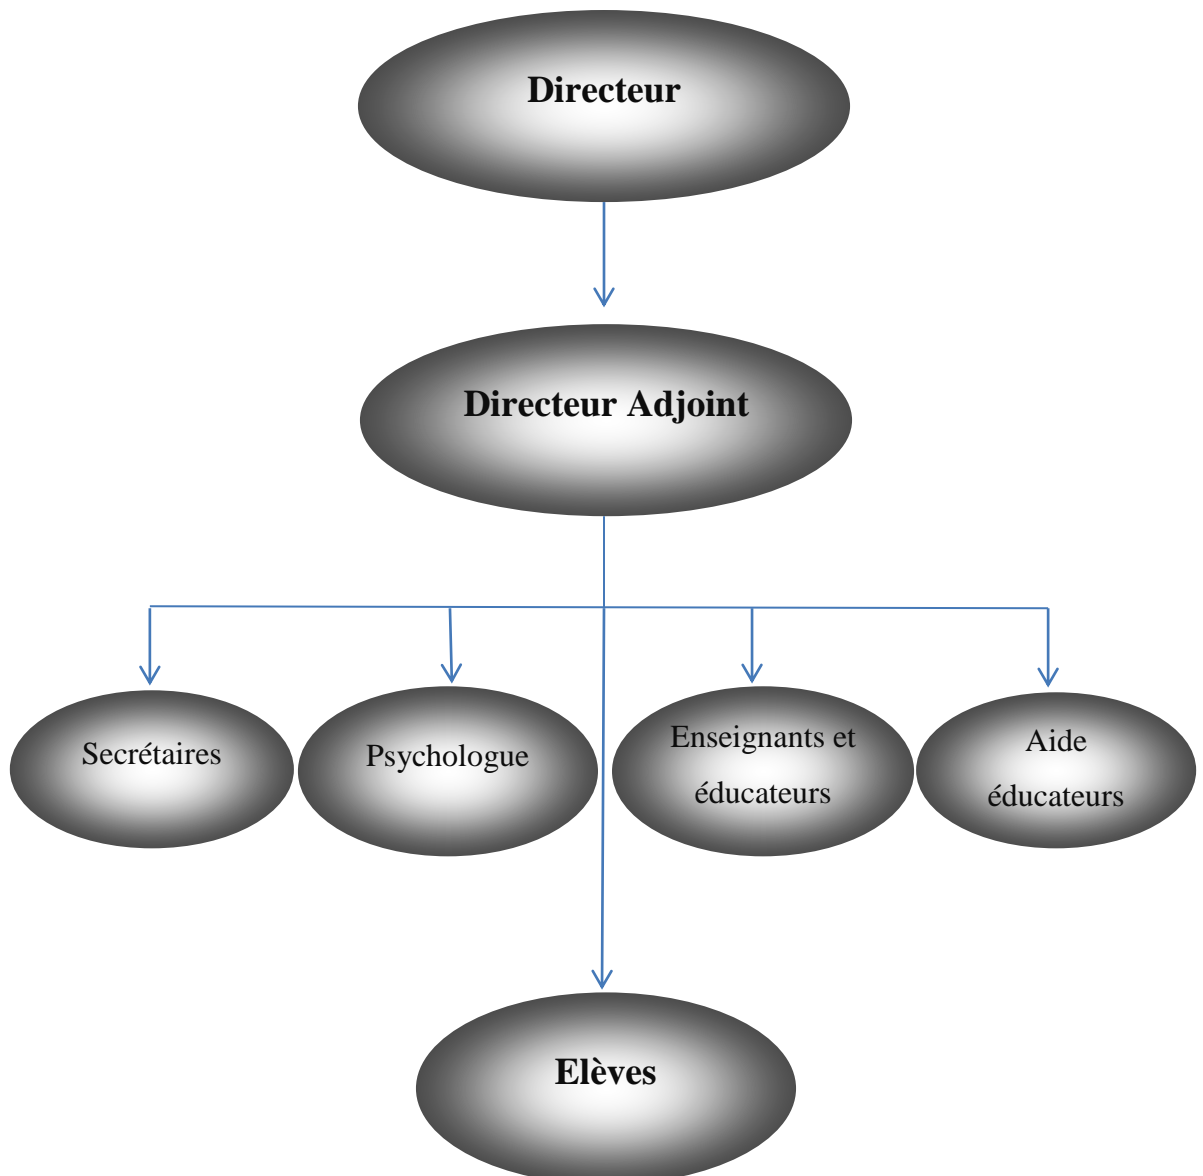 Directeur
Directeur Adjoint
Secrétaires
Psychologue
Enseignants et
éducateurs
Aide
éducateurs
Elèves